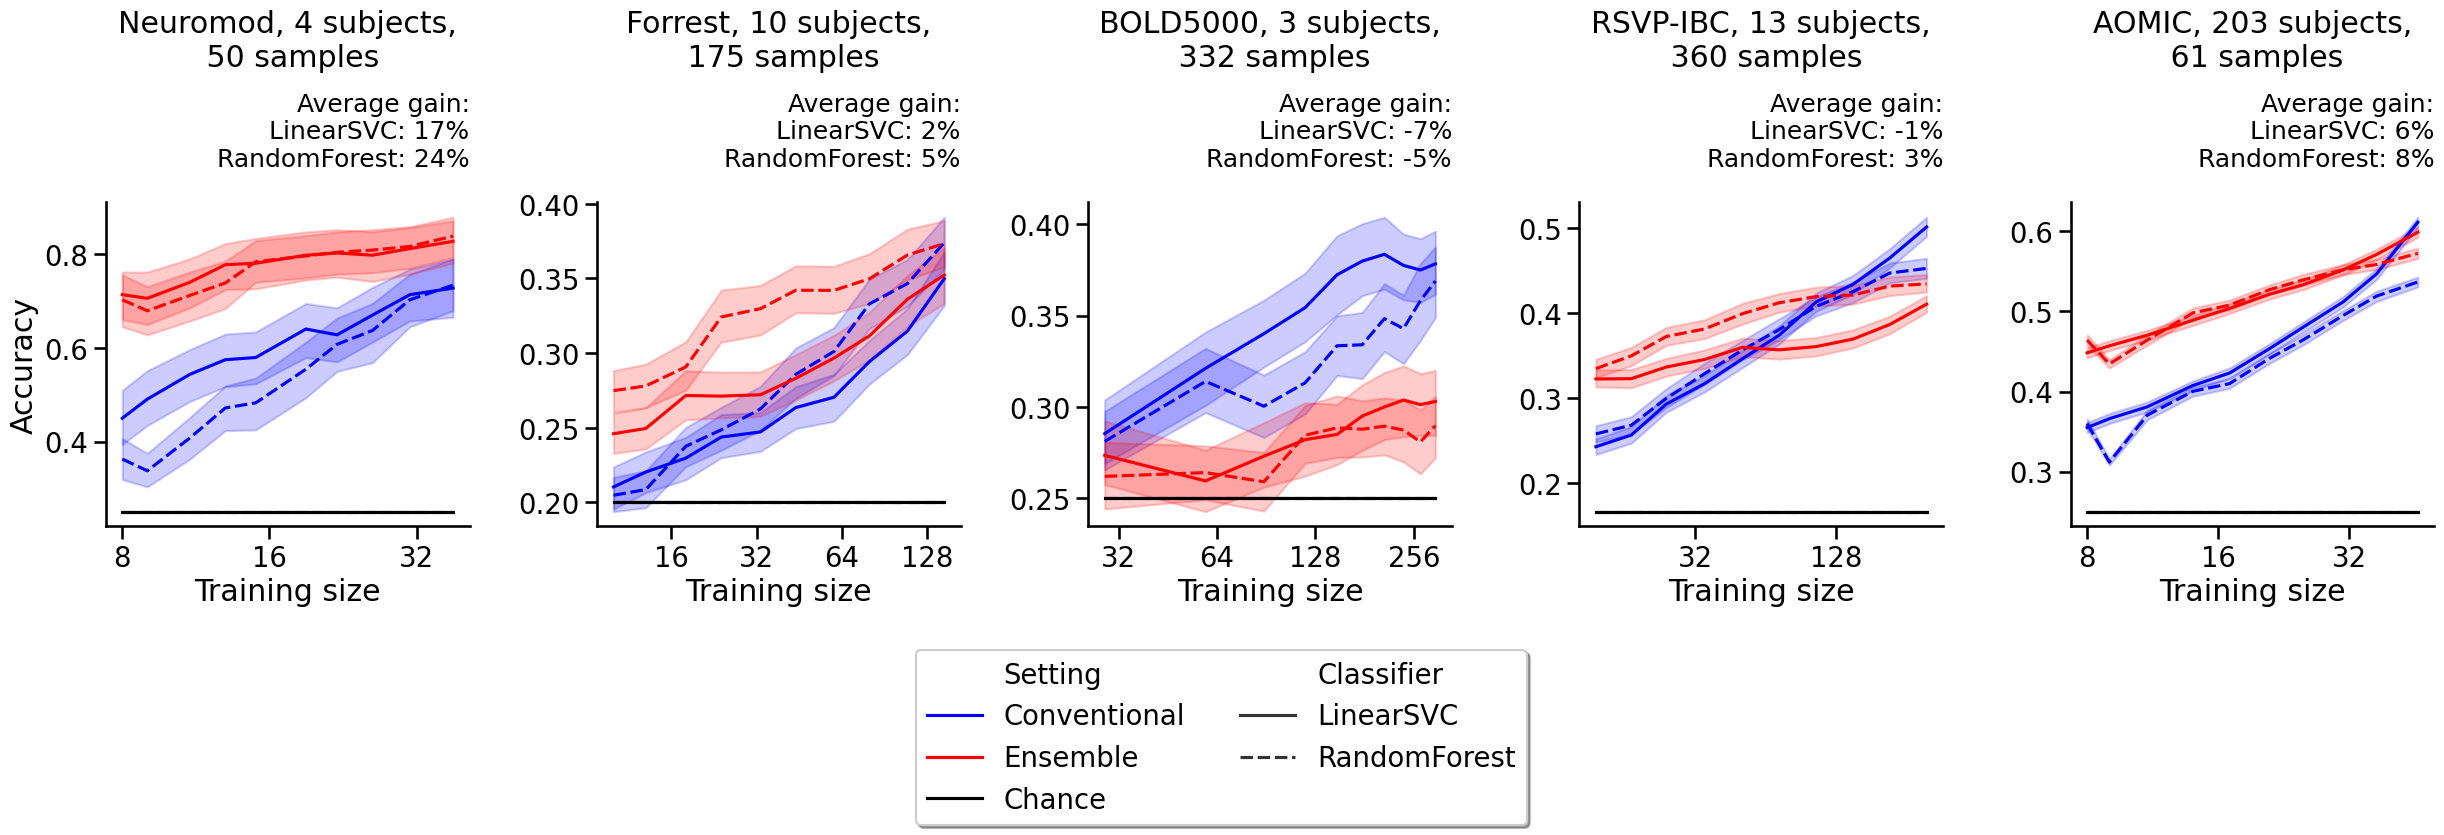 Neuromod, 4 subjects,
50 samples
Average gain:
LinearSVC: 17%
RandomForest: 24%
Accuracy
0.8
0.6
0.4
8
16
32
Training size
Forrest, 10 subjects,
175 samples
Average gain:
LinearSVC: 2%
RandomForest: 5%
0.40
0.35
0.30
0.25
0.20
16
32
64
128
Training size
BOLD5000, 3 subjects,
332 samples
Average gain:
LinearSVC: -7%
RandomForest: -5%
0.40
0.35
0.30
0.25
32
64
128
256
Training size
RSVP-IBC, 13 subjects,
360 samples
Average gain:
LinearSVC: -1%
RandomForest: 3%
0.5
0.4
0.3
0.2
32
128
Training size
AOMIC, 203 subjects,
61 samples
Average gain:
LinearSVC: 6%
RandomForest: 8%
0.6
0.5
0.4
0.3
8
16
32
Training size
Setting
Conventional
Ensemble
Chance
Classifier
LinearSVC
RandomForest